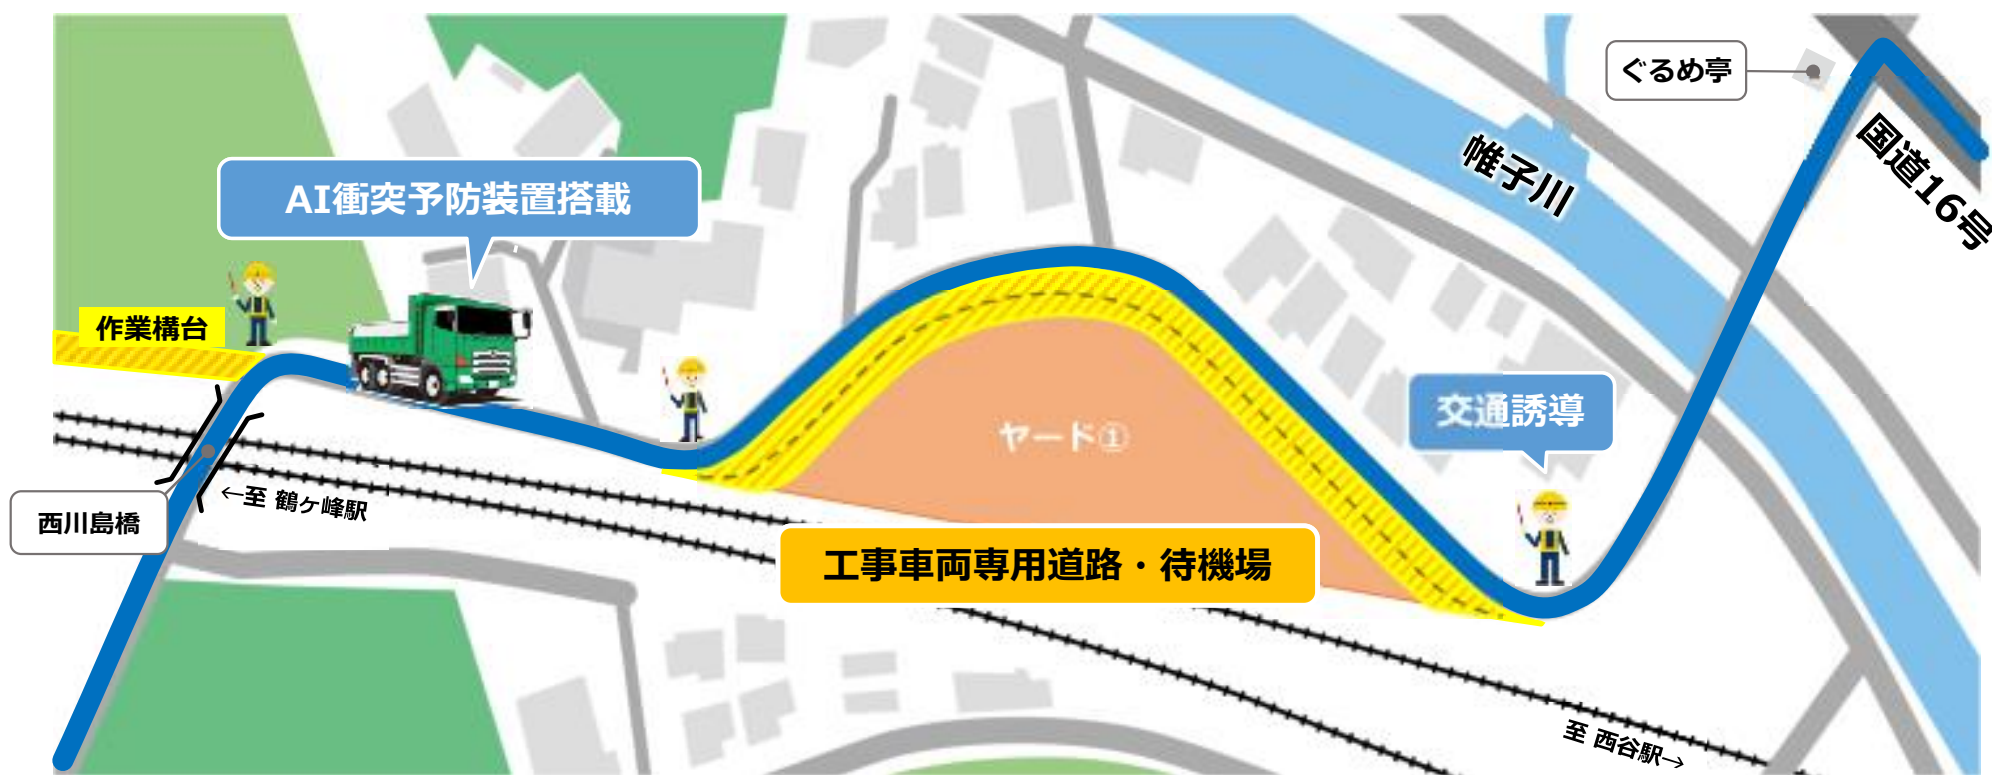 ぐるめ亭
国道16号
帷子川
AI衝突予防装置搭載
作業構台
交通誘導
ヤード①
←至 鶴ヶ峰駅
西川島橋
工事車両専用道路・待機場
至 西谷駅→